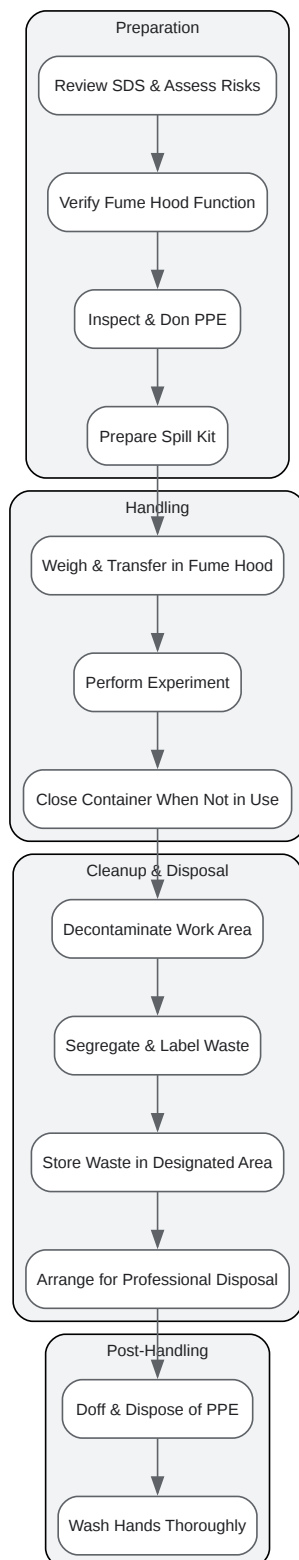 Preparation
Review SDS & Assess Risks
Verify Fume Hood Function
Inspect & Don PPE
Prepare Spill Kit
Handling
Weigh & Transfer in Fume Hood
Perform Experiment
Close Container When Not in Use
Cleanup & Disposal
Decontaminate Work Area
Segregate & Label Waste
Store Waste in Designated Area
Arrange for Professional Disposal
Post-Handling
Doff & Dispose of PPE
Wash Hands Thoroughly